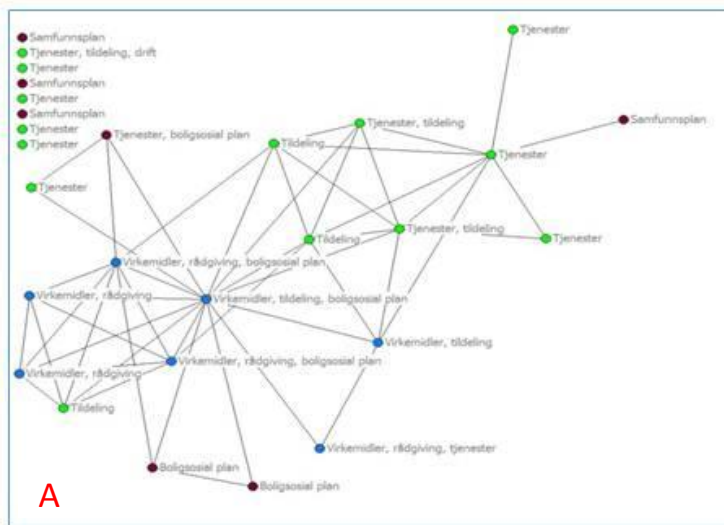 Samfunnsplan
Tjenester, tildeling, drift
Tjenester
Samfunnsplan
Tjenester
Samfunnsplan
Tjenester
Tjenester
Tjenester
Samfunnsplan
Tjenester, tildeling
Tjenester, boligsosial plan
Tildeling
Tjenester
Tjenester
Tjenester, tildeling
Tildeling
Tjenester
Virkemidler, rådgiving, boligsosial plan
Virkemidler, rådgiving
Virkemidler, tildeling, boligsosial plan
Virkemidler, tildeling
Virkemidler, rådgiving, boligsosial plan
Virkemidler, rådgiving
Tildeling
Virkemidler, rådgiving, tjenester
Boligsosial plan
Boligsosial plan
A